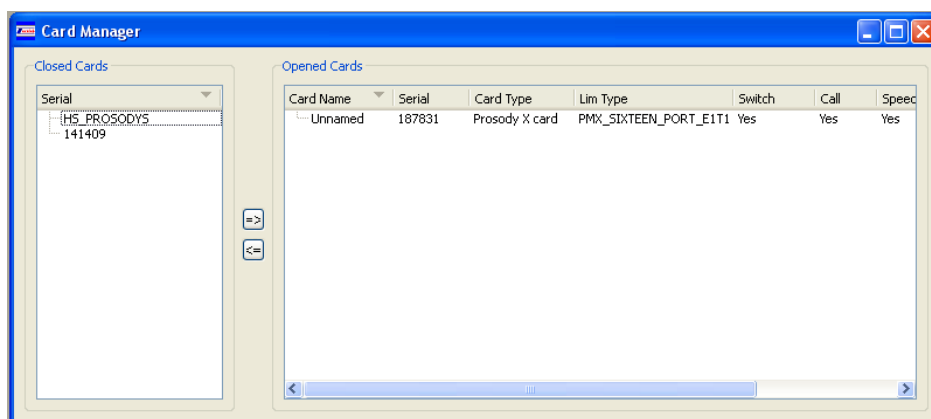 Card Manager
Closed Cards
Opened Cards
Serial
Card Name Serial Card Type Lim Type Switch Call Speec
HS_PROSODYS
Unnamed 187831 Prosody X card PMX_SIXTEEN_PORT_E1T1 Yes Yes Yes
141409
=>
<=